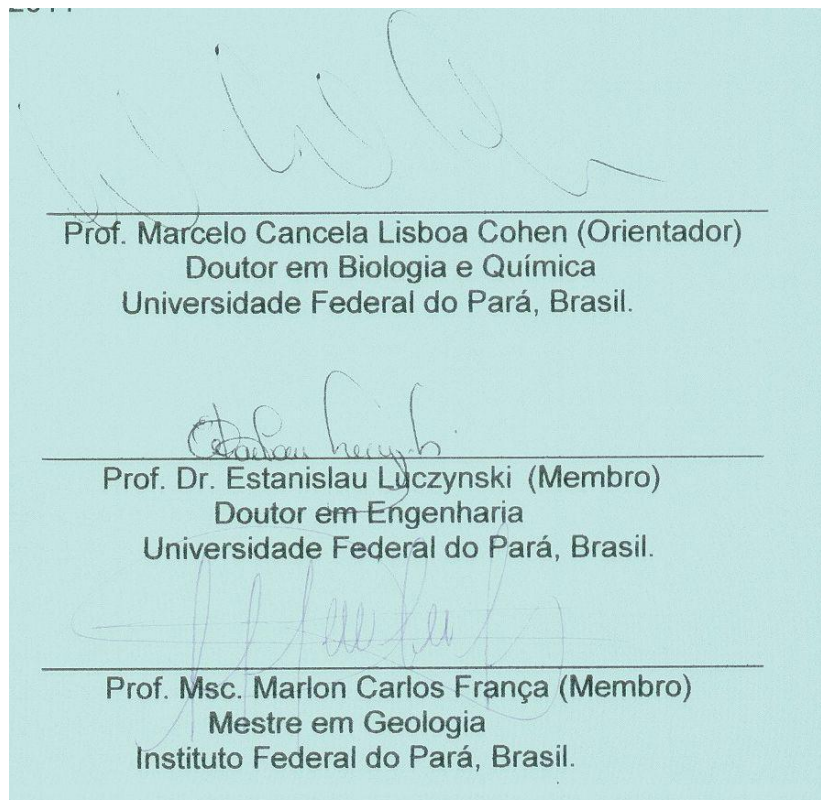 Prof. Marcelo Cancela Lisboa Cohen (Orientador)
Doutor em Biologia e Química
Universidade Federal do Pará, Brasil.
Prof. Dr. Estanislau Luczynski (Membro)
Doutor em Engenharia
Universidade Federal do Pará, Brasil.
Prof. Msc. Marlon Carlos França (Membro)
Mestre em Geologia
Instituto Federal do Pará, Brasil.